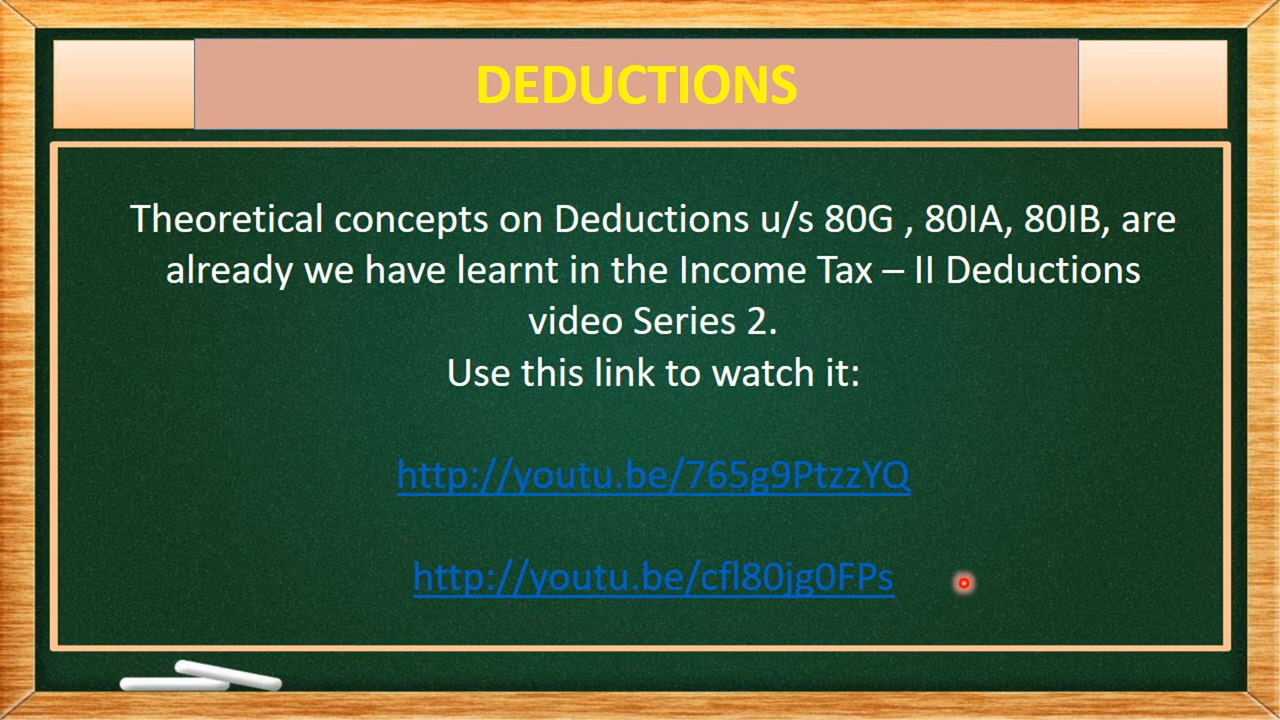 DEDUCTIONS
Theoretical concepts on Deductions u/s 80G , 80IA, 80IB, are
already we have learnt in the Income Tax – II Deductions
video Series 2.
Use this link to watch it:
http://youtu.be/765g9PtzzYQ
http://youtu.be/cfl80jg0FPs